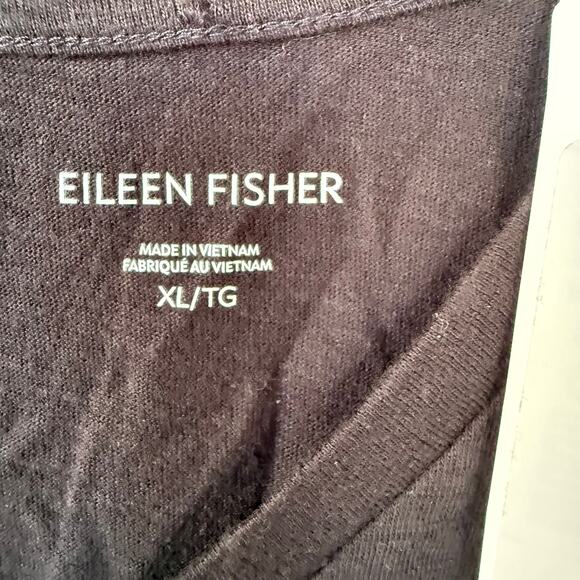 EILEEN FISHER
MADE IN VIETNAM
FABRIQUÉ AU VIETNAM
XL/TG